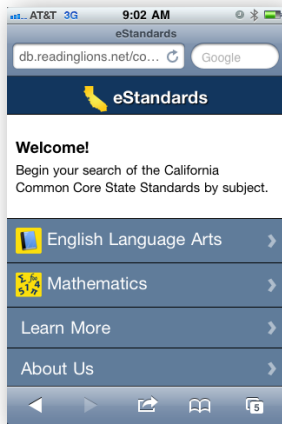 AT&T 3G 9:02 AM
eStandards
db.readinglions.net/co... Google
eStandards
Welcome!
Begin your search of the California
Common Core State Standards by subject.
English Language Arts
Mathematics
Learn More
About Us
5